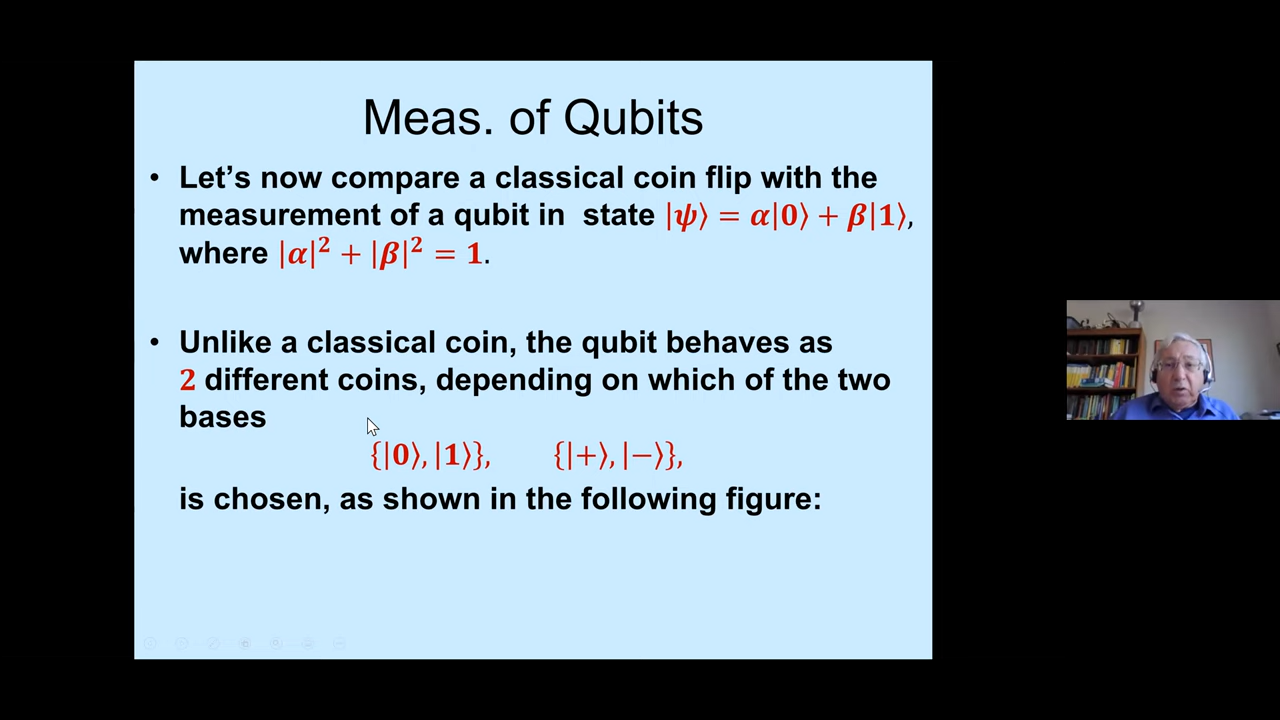 Meas. of Qubits
• Let’s now compare a classical coin flip with the
measurement of a qubit in state |ψ⟩ = α|0⟩ + β|1⟩,
where |α|² + |β|² = 1.
• Unlike a classical coin, the qubit behaves as
2 different coins, depending on which of the two
bases
{|0⟩, |1⟩}, {|+⟩, |−⟩},
is chosen, as shown in the following figure: